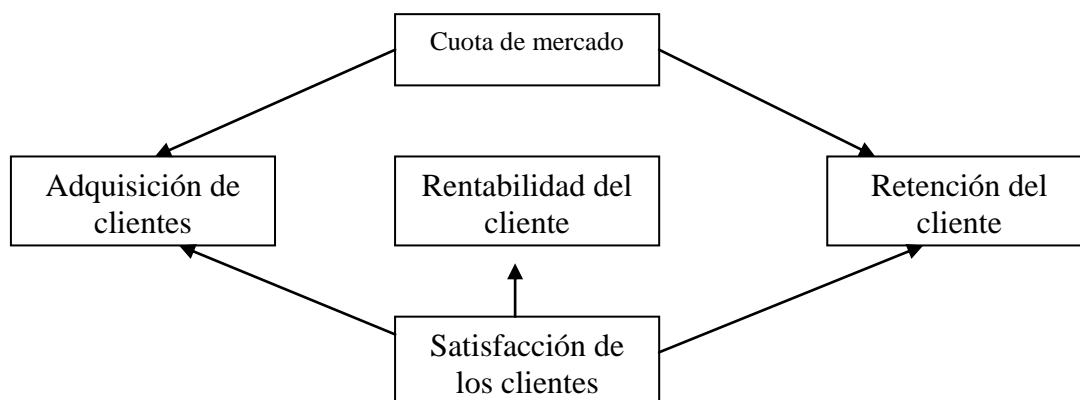 Cuota de mercado
Adquisición de
clientes
Rentabilidad del
cliente
Retención del
cliente
Satisfacción de
los clientes